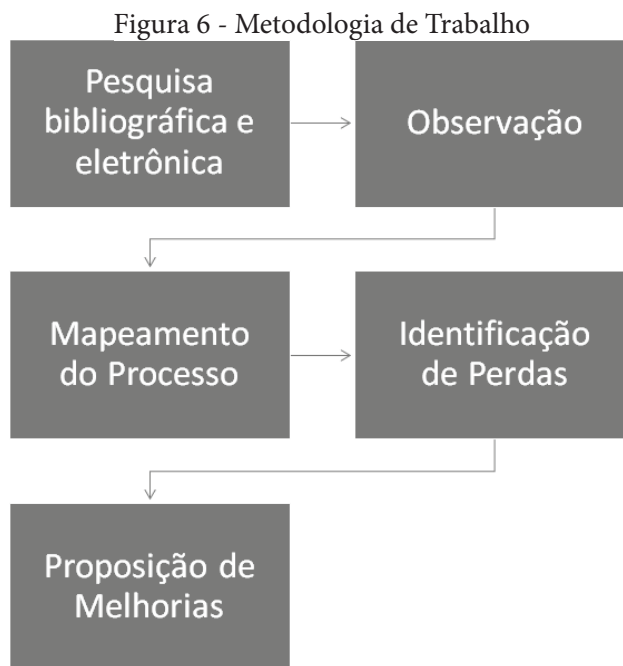 Figura 6 - Metodologia de Trabalho
Pesquisa
bibliográfica e
eletrônica
Observação
Mapeamento
do Processo
Identificação
de Perdas
Proposição de
Melhorias